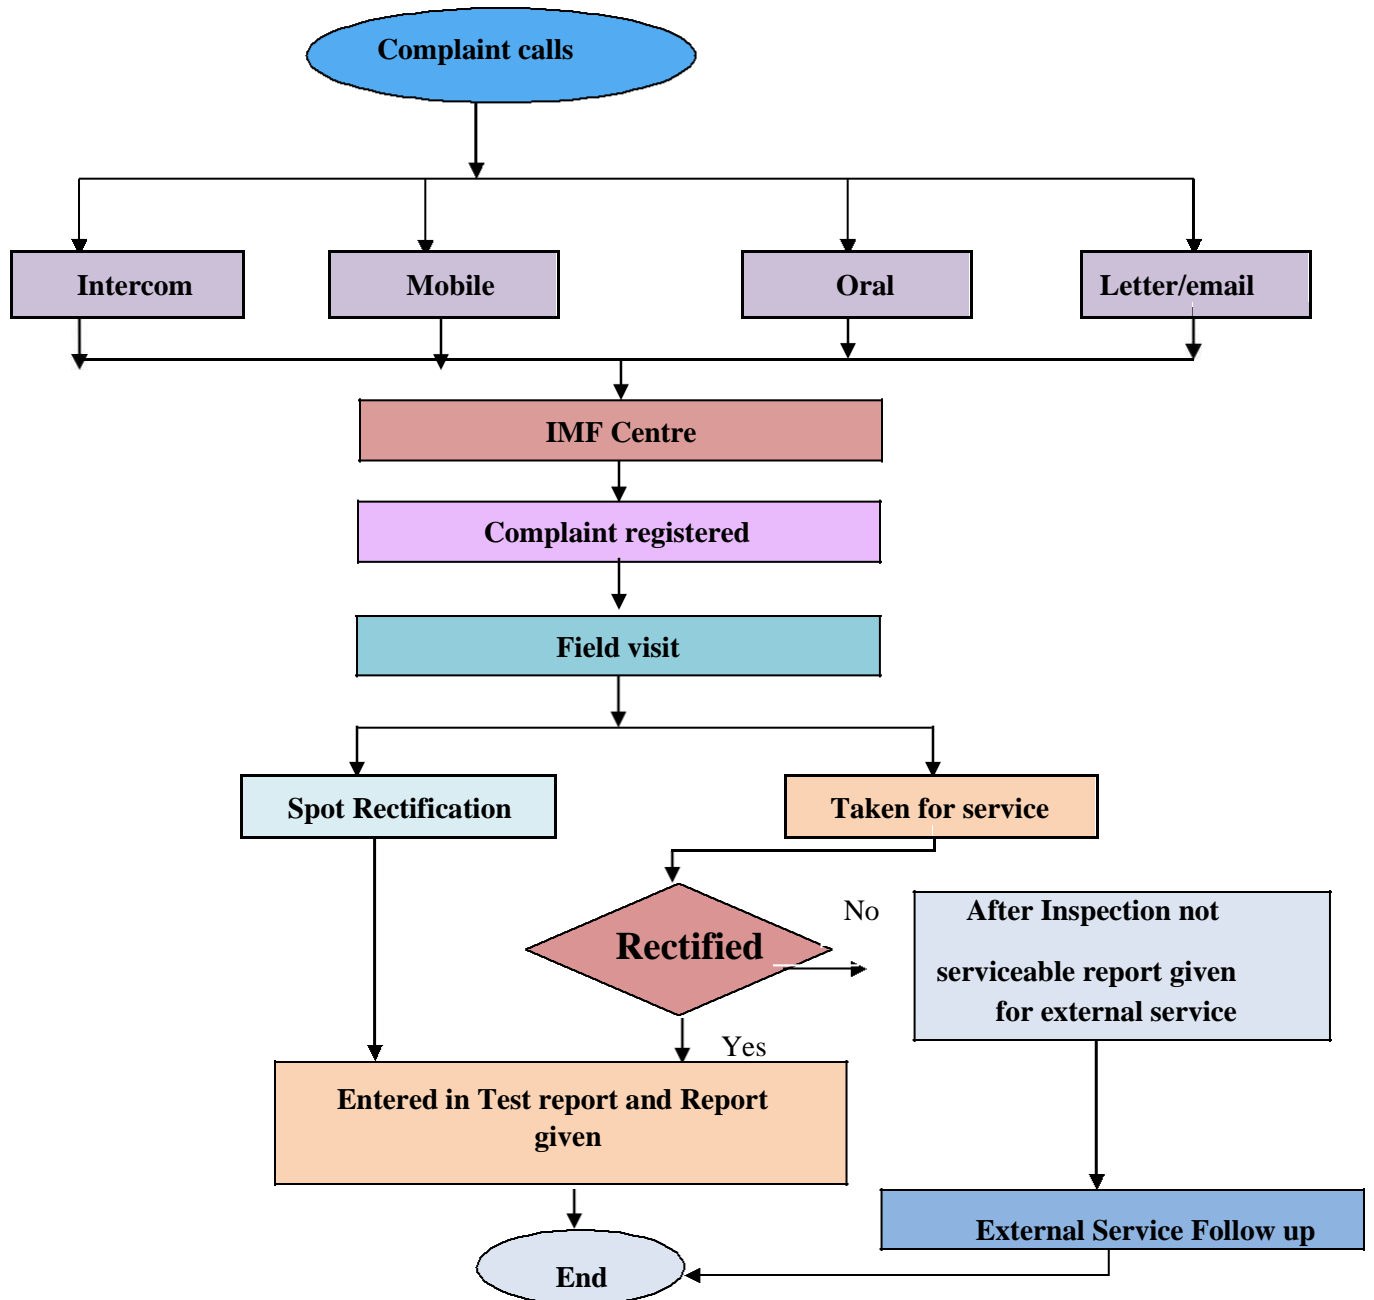 Complaint calls
Intercom
Mobile
Oral
Letter/email
IMF Centre
Complaint registered
Field visit
Spot Rectification
Taken for service
Rectified
No
After Inspection not
serviceable report given
for external service
Yes
Entered in Test report and Report
given
External Service Follow up
End